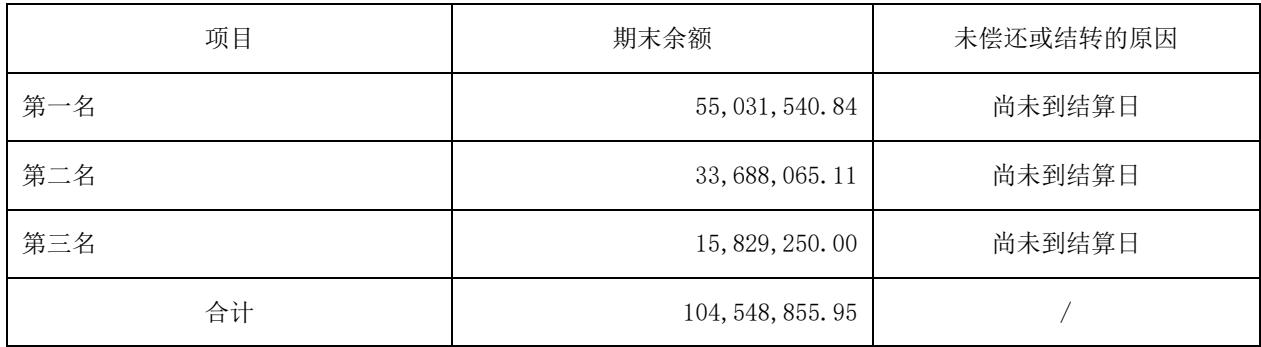 项目 期末余额 未偿还或结转的原因
第一名 55,031,540.84 尚未到结算日
第二名 33,688,065.11 尚未到结算日
第三名 15,829,250.00 尚未到结算日
合计 104,548,855.95 /